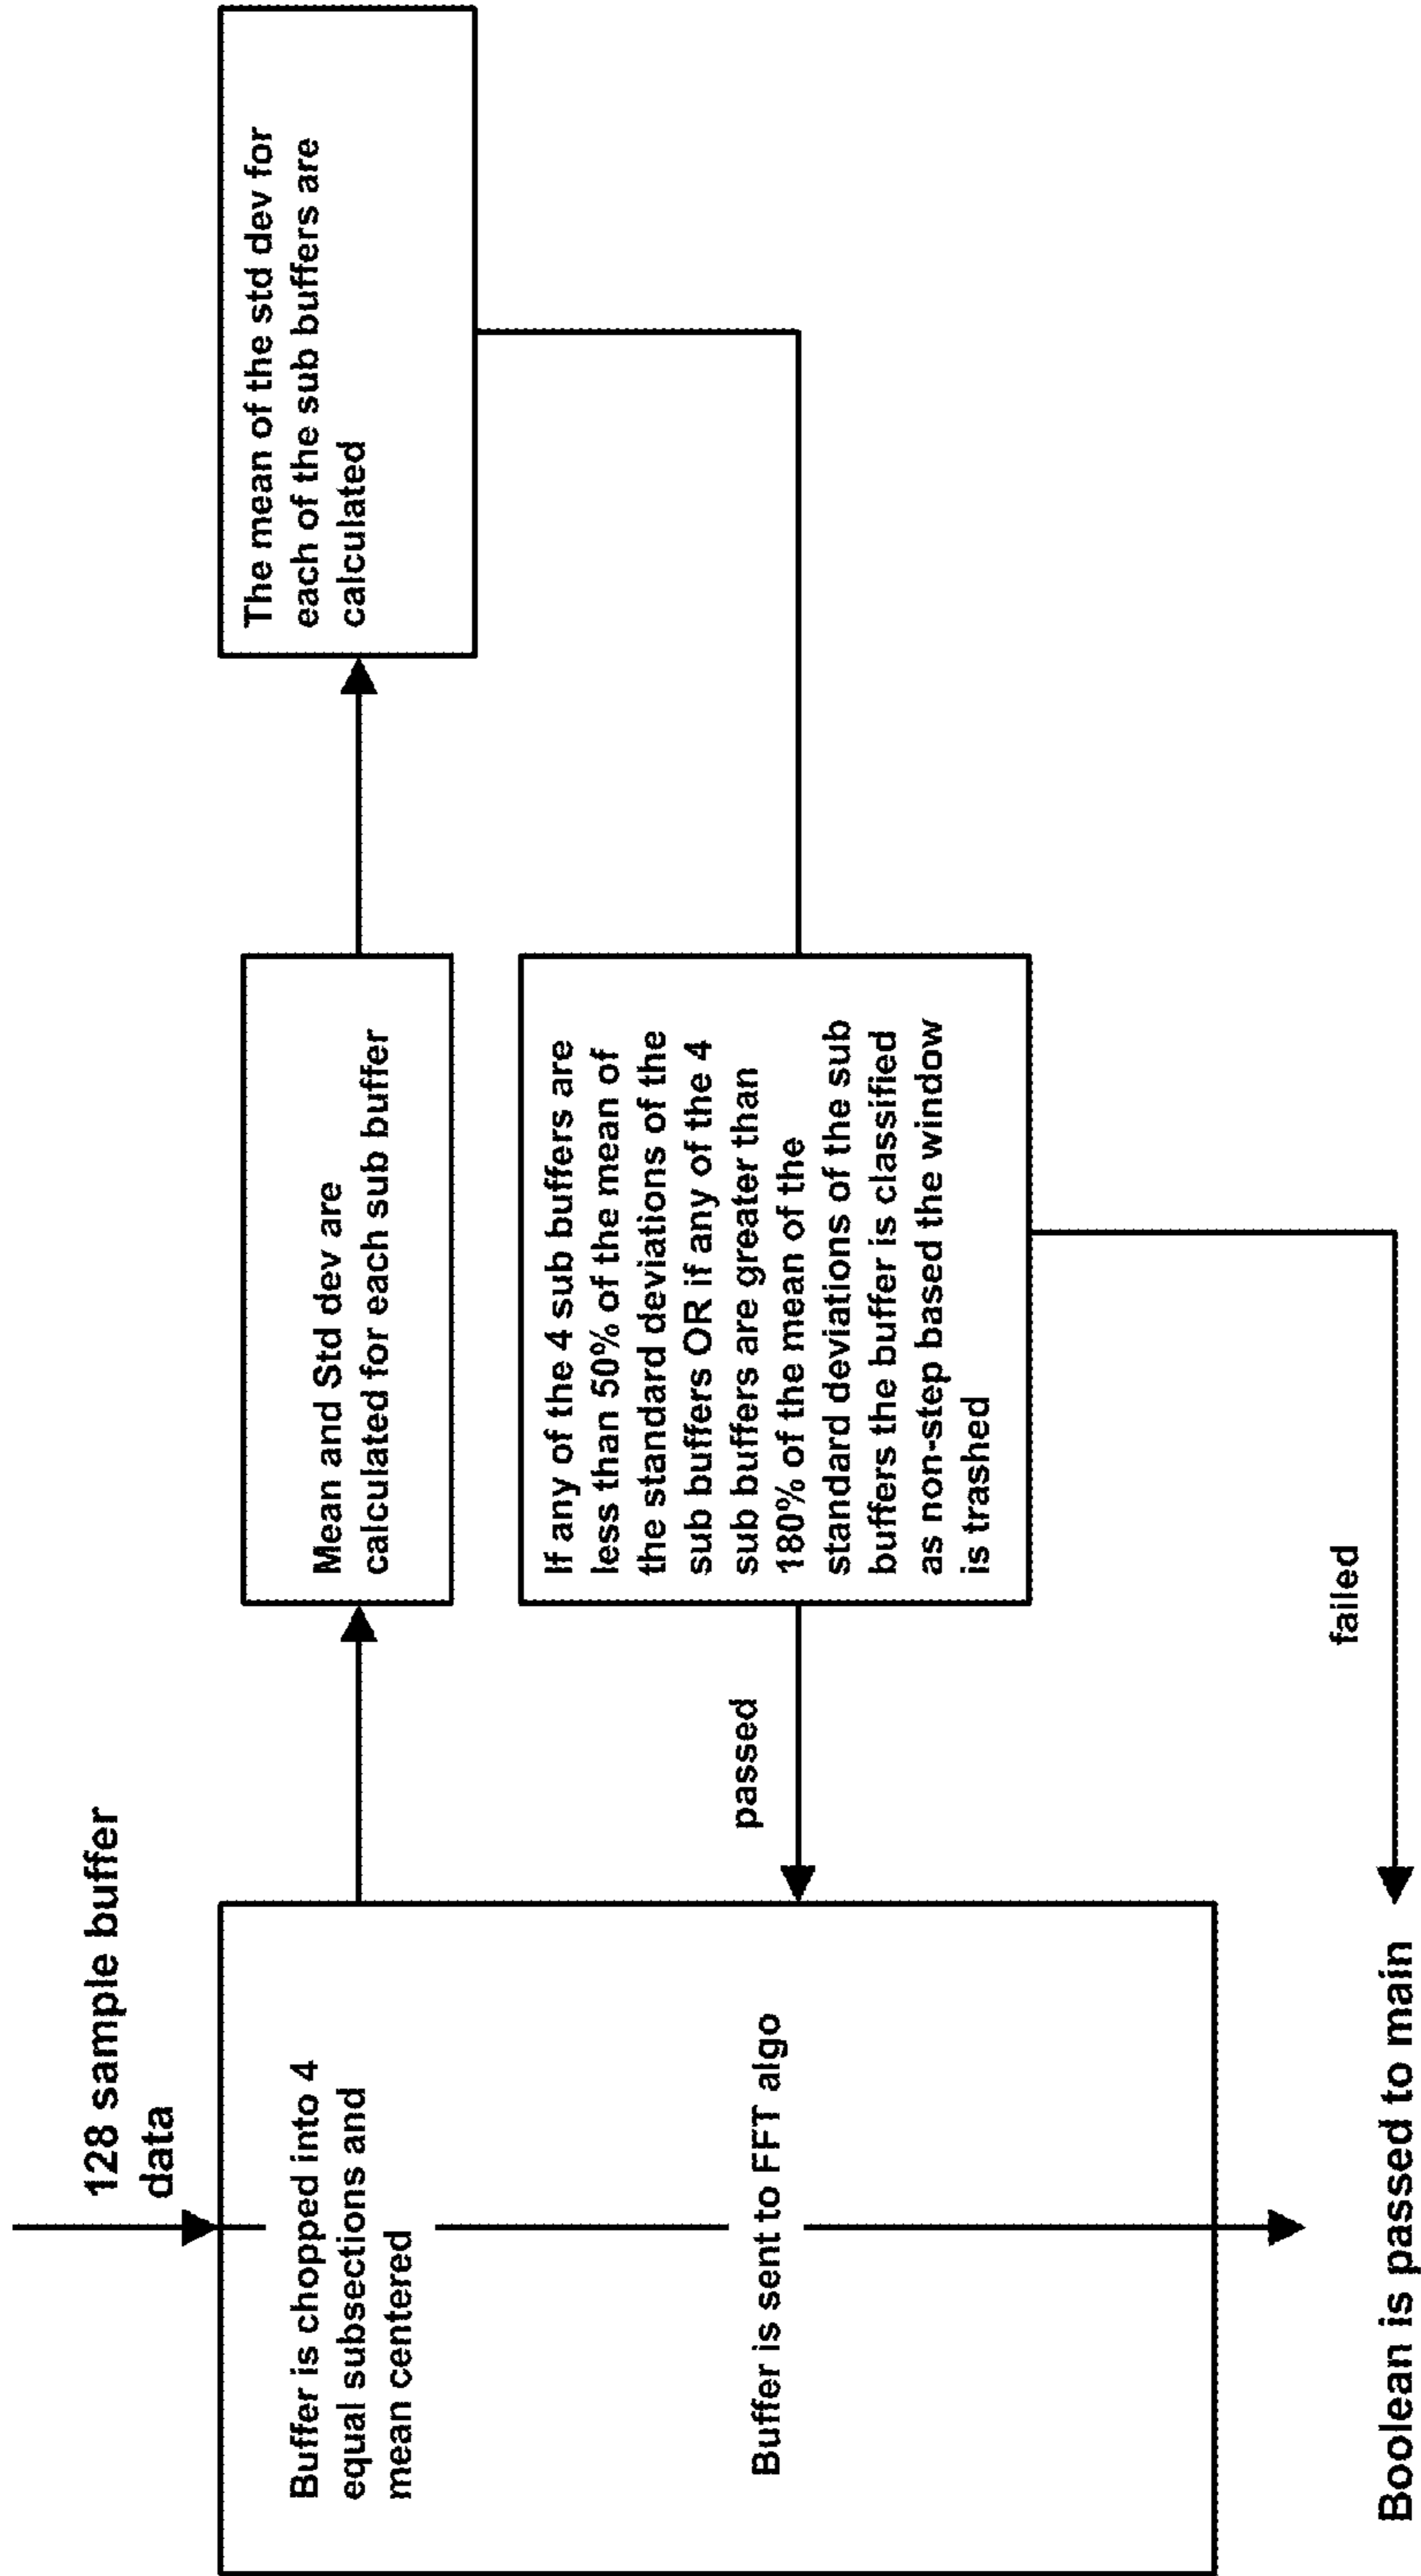 128 sample buffer
data
Buffer is chopped into 4
equal subsections and
mean centered
Mean and Std dev are
calculated for each sub buffer
The mean of the std dev for
each of the sub buffers are
calculated
If any of the 4 sub buffers are
less than 50% of the mean of
the standard deviations of the
sub buffers OR if any of the 4
sub buffers are greater than
180% of the mean of the
standard deviations of the sub
buffers the buffer is classified
as non-step based the window
is trashed
passed
Buffer is sent to FFT algo
failed
Boolean is passed to main